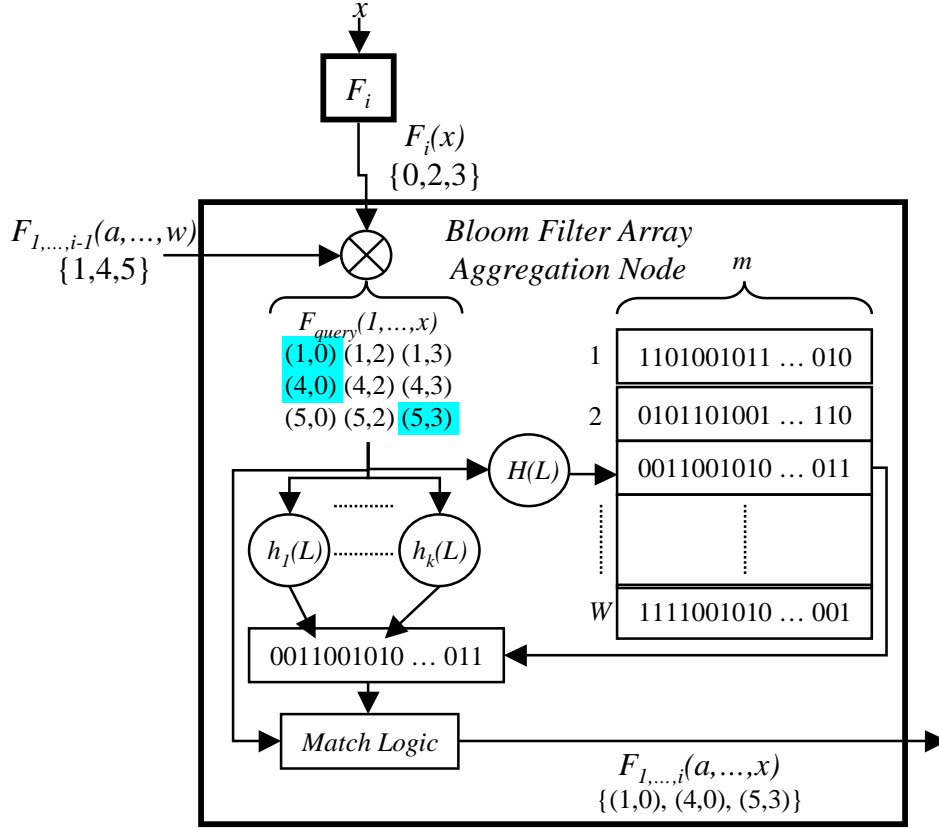 x
F_i
F_i(x)
{0,2,3}
F_{1,...,i-1}(a,...,w)
{1,4,5}
Bloom Filter Array
Aggregation Node
m
F_{query}(1,...,x)
(1,0) (1,2) (1,3)
(4,0) (4,2) (4,3)
(5,0) (5,2) (5,3)
1 1101001011 ... 010
2 0101101001 ... 110
H(L) 0011001010 ... 011
h_1(L) h_k(L)
W 1111001010 ... 001
0011001010 ... 011
Match Logic
F_{1,...,i}(a,...,x)
{(1,0), (4,0), (5,3)}